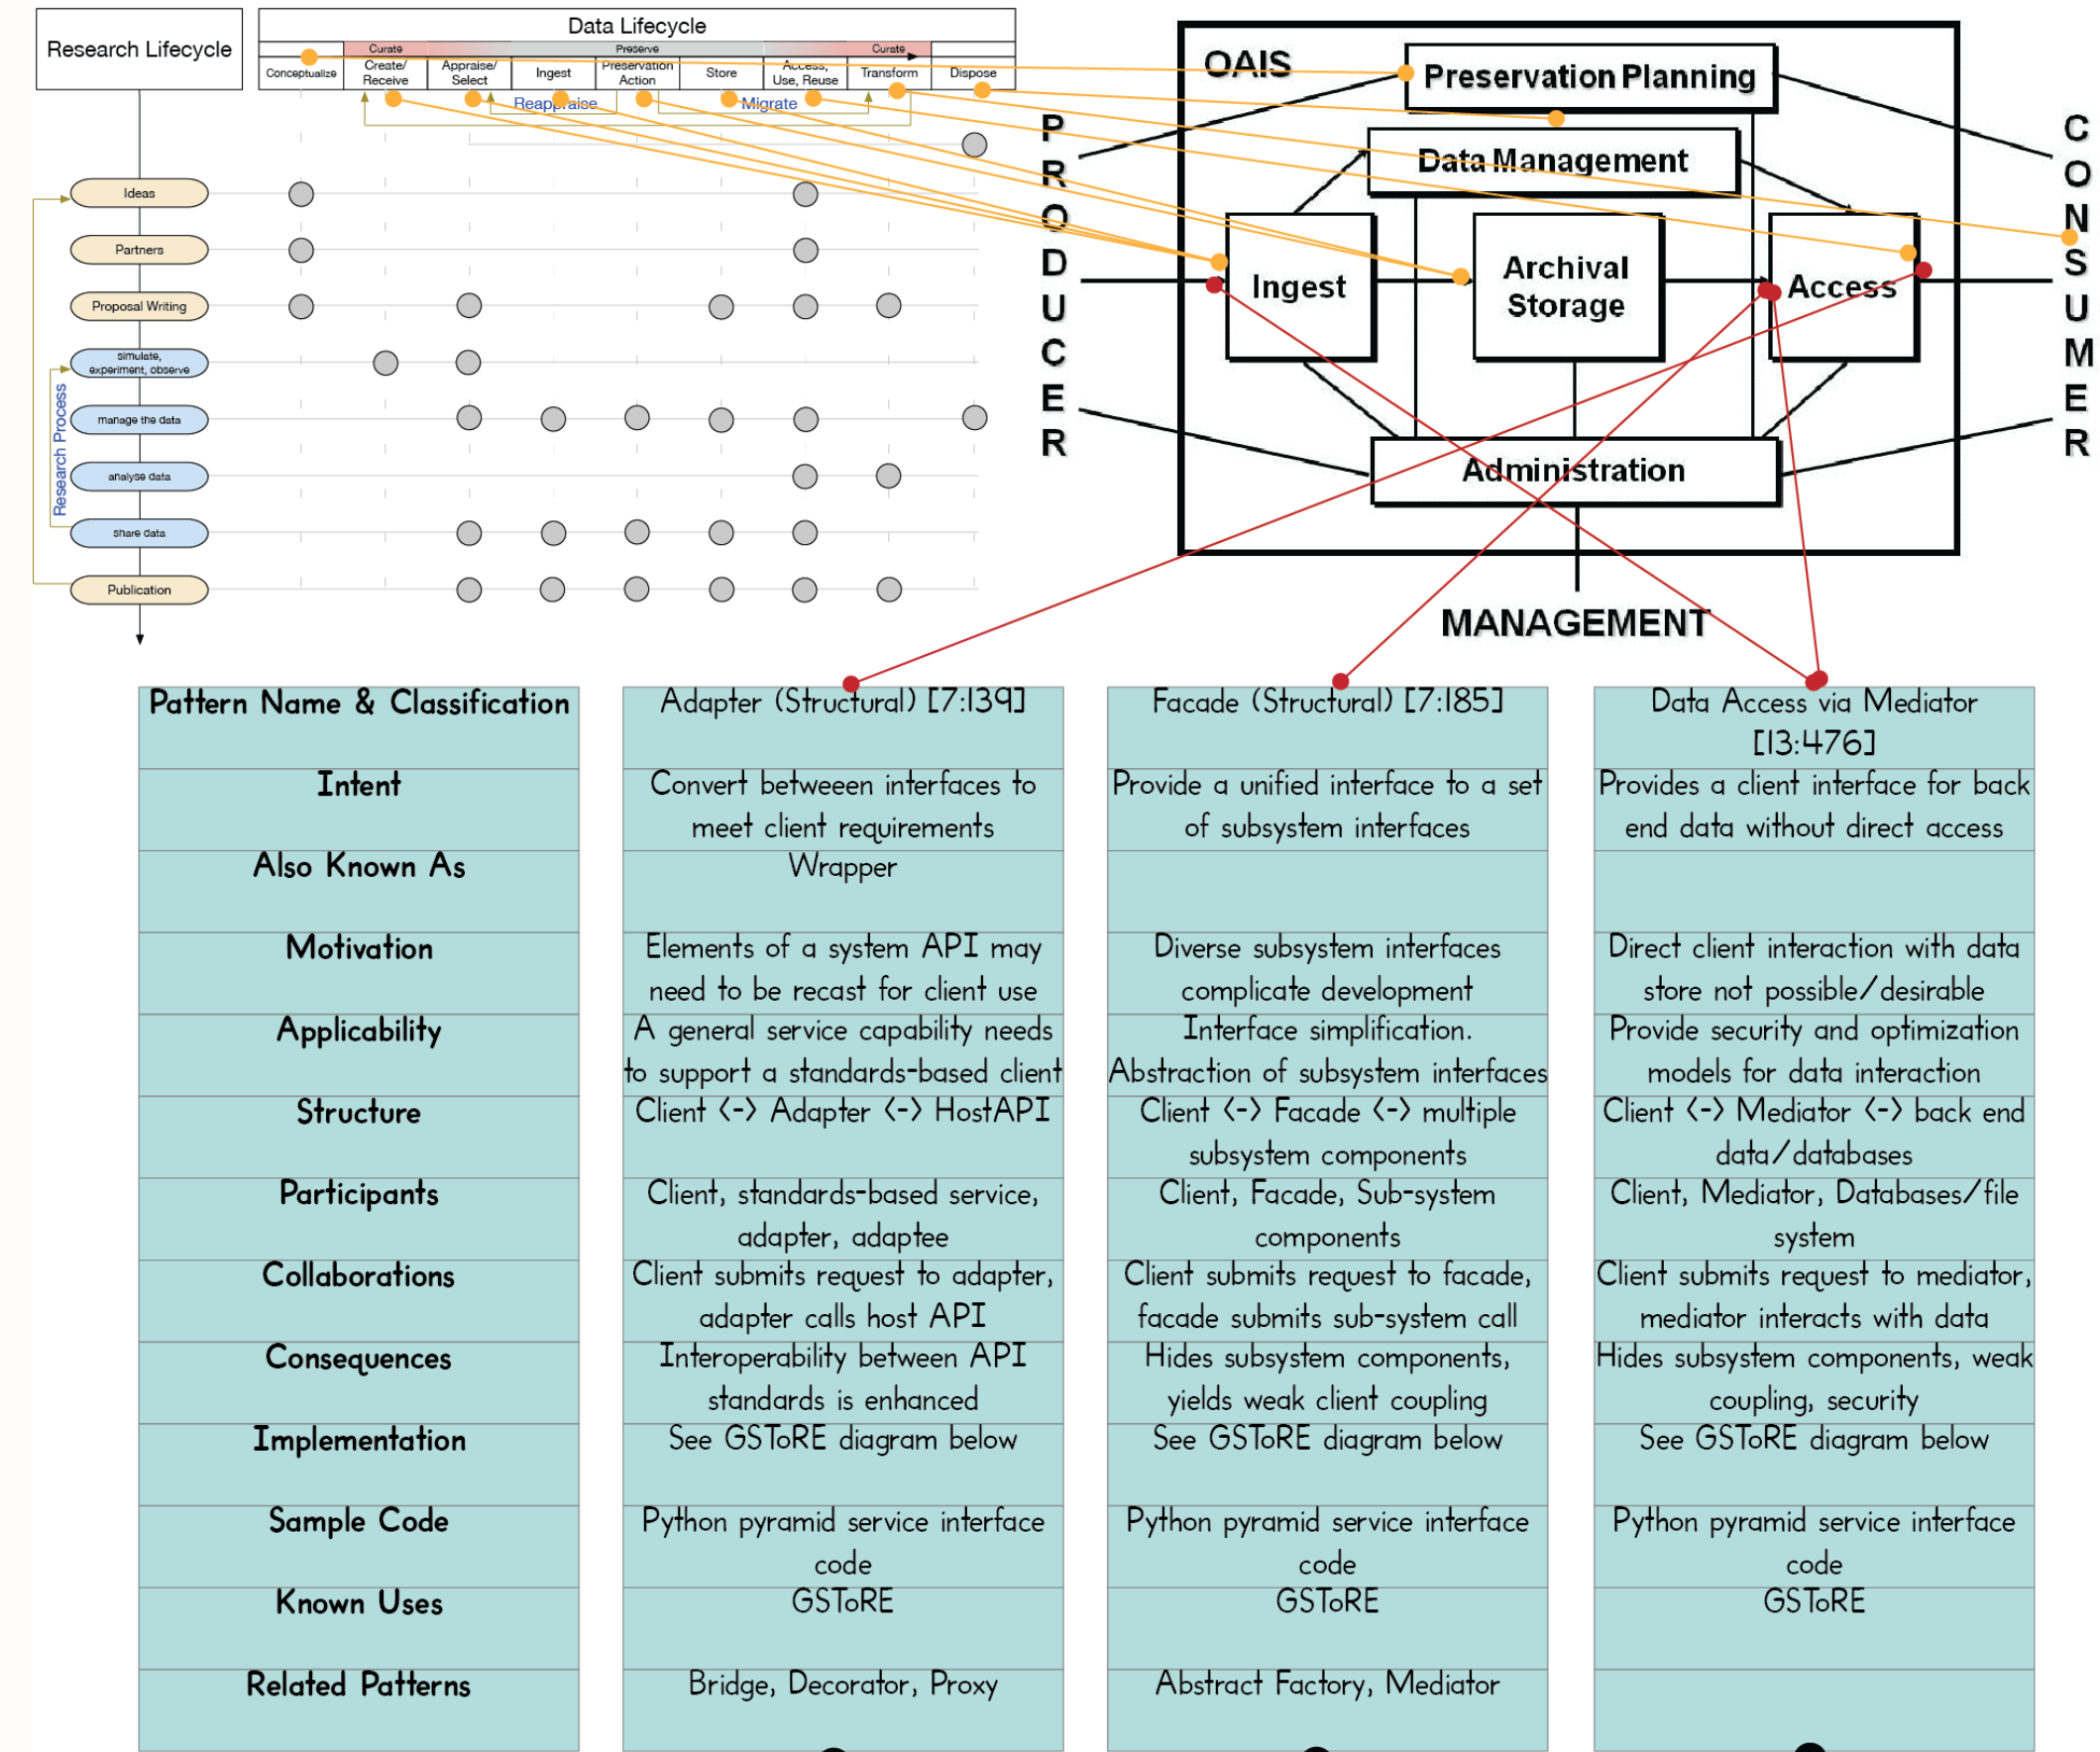 Research Lifecycle
Data Lifecycle
Curate
Preserve
Curate
Conceptualize
Create/
Receive
Appraise/
Select
Ingest
Preservation
Action
Store
Access,
Use, Reuse
Transform
Dispose
Reappraise
Migrate
Ideas
Partners
Proposal Writing
simulate,
experiment, observe
manage the data
analyse data
share data
Publication
Research Process
OAIS
Preservation Planning
Data Management
Ingest
Archival
Storage
Access
Administration
MANAGEMENT
PRODUCER
CONSUMER
Pattern Name & Classification
Adapter (Structural) [7:139]
Facade (Structural) [7:185]
Data Access via Mediator
[13:476]
Intent
Convert betweeen interfaces to
meet client requirements
Provide a unified interface to a set
of subsystem interfaces
Provides a client interface for back
end data without direct access
Also Known As
Wrapper
Motivation
Elements of a system API may
need to be recast for client use
Diverse subsystem interfaces
complicate development
Direct client interaction with data
store not possible/desirable
Applicability
A general service capability needs
to support a standards-based client
Interface simplification.
Abstraction of subsystem interfaces
Provide security and optimization
models for data interaction
Structure
Client <-> Adapter <-> HostAPI
Client <-> Facade <-> multiple
subsystem components
Client <-> Mediator <-> back end
data/databases
Participants
Client, standards-based service,
adapter, adaptee
Client, Facade, Sub-system
components
Client, Mediator, Databases/file
system
Collaborations
Client submits request to adapter,
adapter calls host API
Client submits request to facade,
facade submits sub-system call
Client submits request to mediator,
mediator interacts with data
Consequences
Interoperability between API
standards is enhanced
Hides subsystem components,
yields weak client coupling
Hides subsystem components, weak
coupling, security
Implementation
See GSToRE diagram below
See GSToRE diagram below
See GSToRE diagram below
Sample Code
Python pyramid service interface
code
Python pyramid service interface
code
Python pyramid service interface
code
Known Uses
GSToRE
GSToRE
GSToRE
Related Patterns
Bridge, Decorator, Proxy
Abstract Factory, Mediator